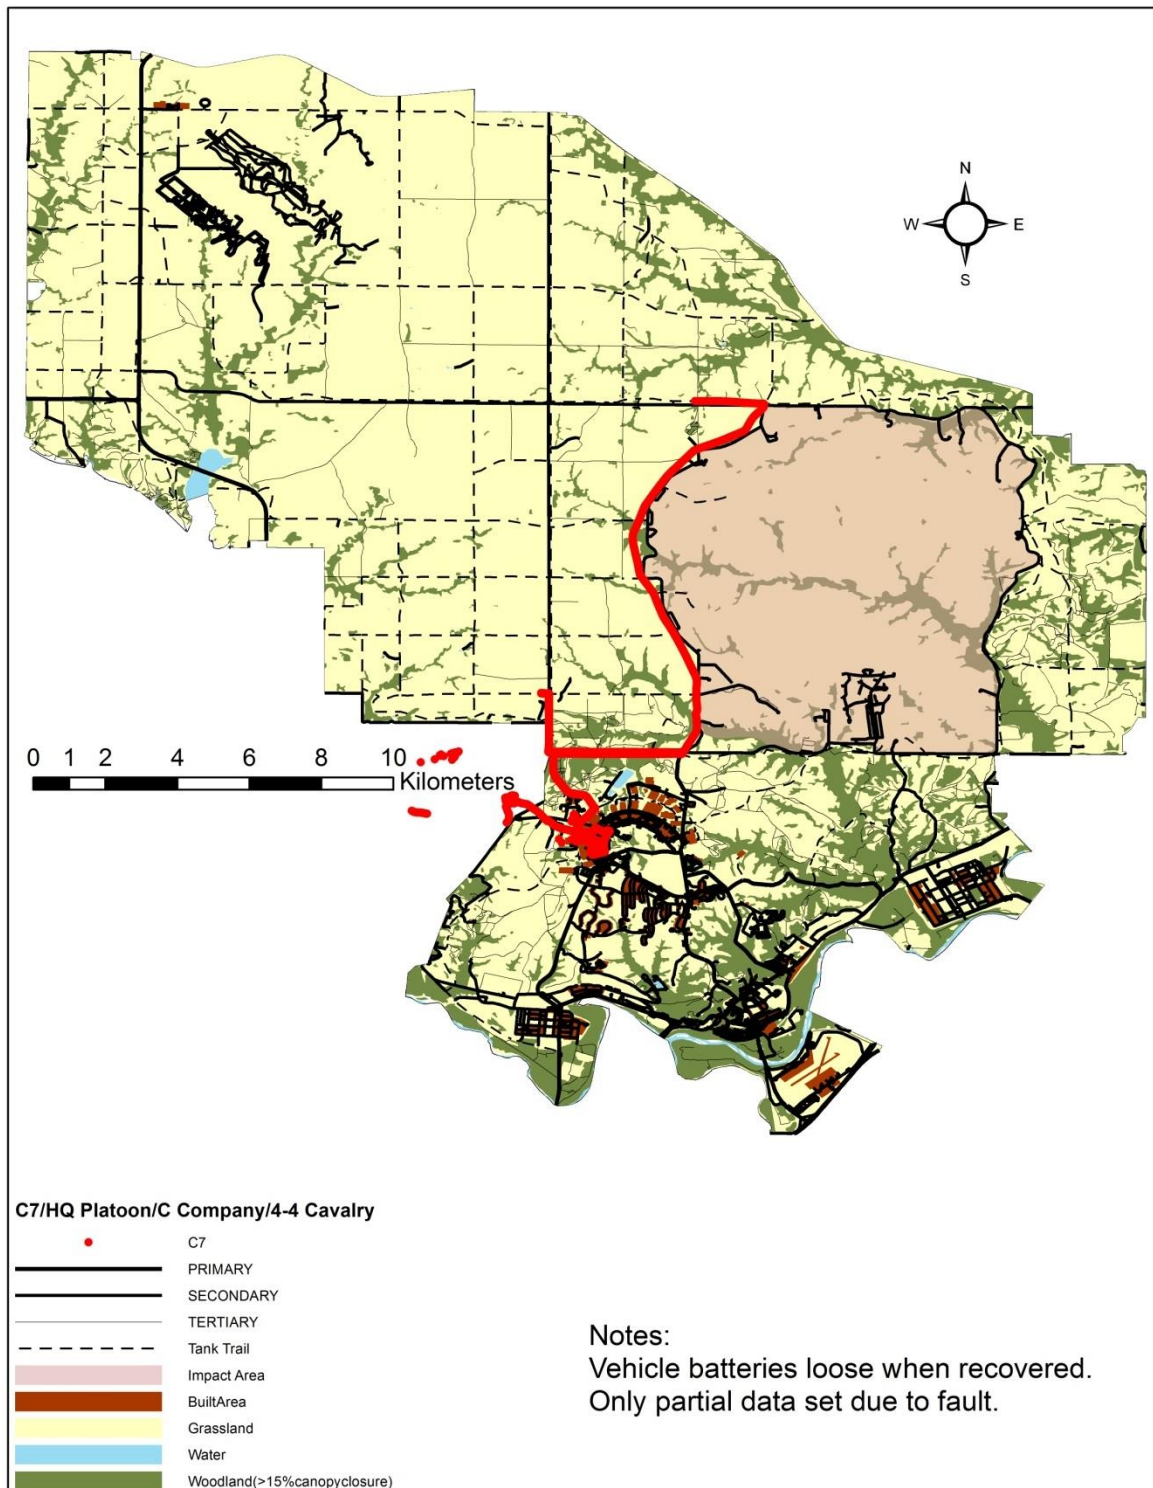 N
W E
S
0 1 2 4 6 8 10
Kilometers
C7/HQ Platoon/C Company/4-4 Cavalry
C7
PRIMARY
SECONDARY
TERTIARY
Tank Trail
Impact Area
BuiltArea
Grassland
Water
Woodland(>15%canopyclosure)
Notes:
Vehicle batteries loose when recovered.
Only partial data set due to fault.